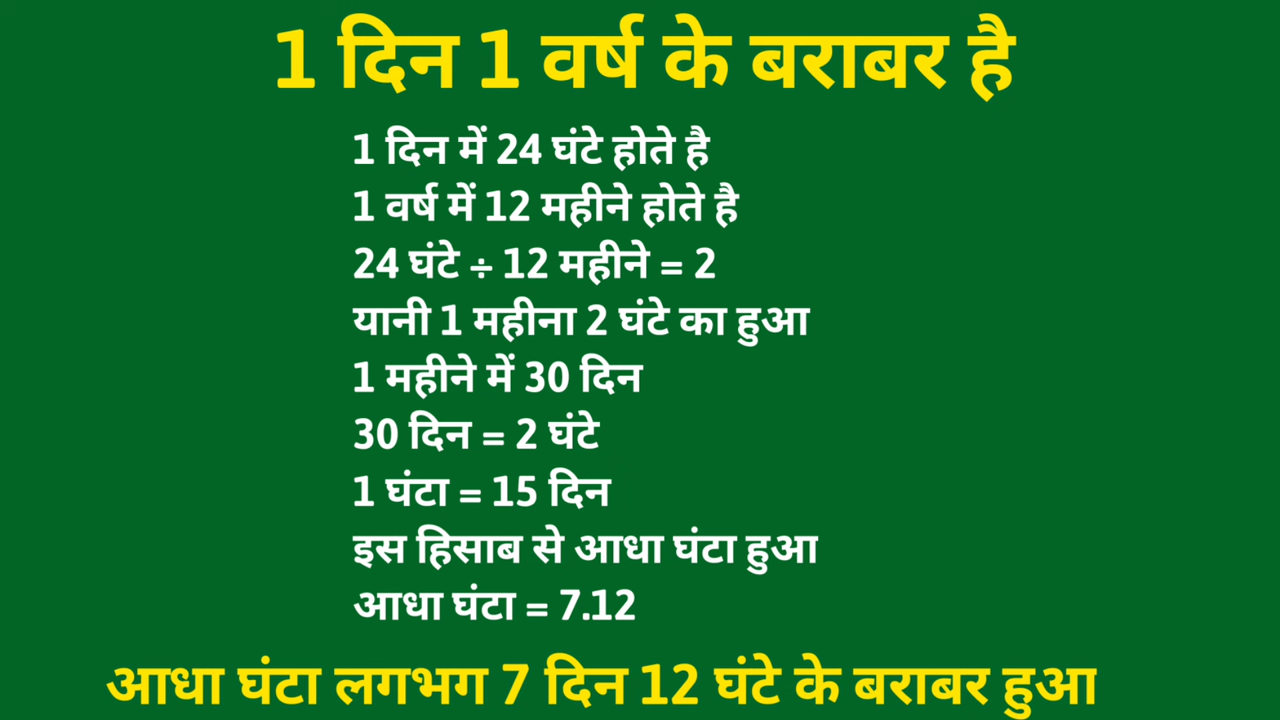 1 दिन 1 वर्ष के बराबर है
1 दिन में 24 घंटे होते है
1 वर्ष में 12 महीने होते है
24 घंटे ÷ 12 महीने = 2
यानी 1 महीना 2 घंटे का हुआ
1 महीने में 30 दिन
30 दिन = 2 घंटे
1 घंटा = 15 दिन
इस हिसाब से आधा घंटा हुआ
आधा घंटा = 7.12
आधा घंटा लगभग 7 दिन 12 घंटे के बराबर हुआ